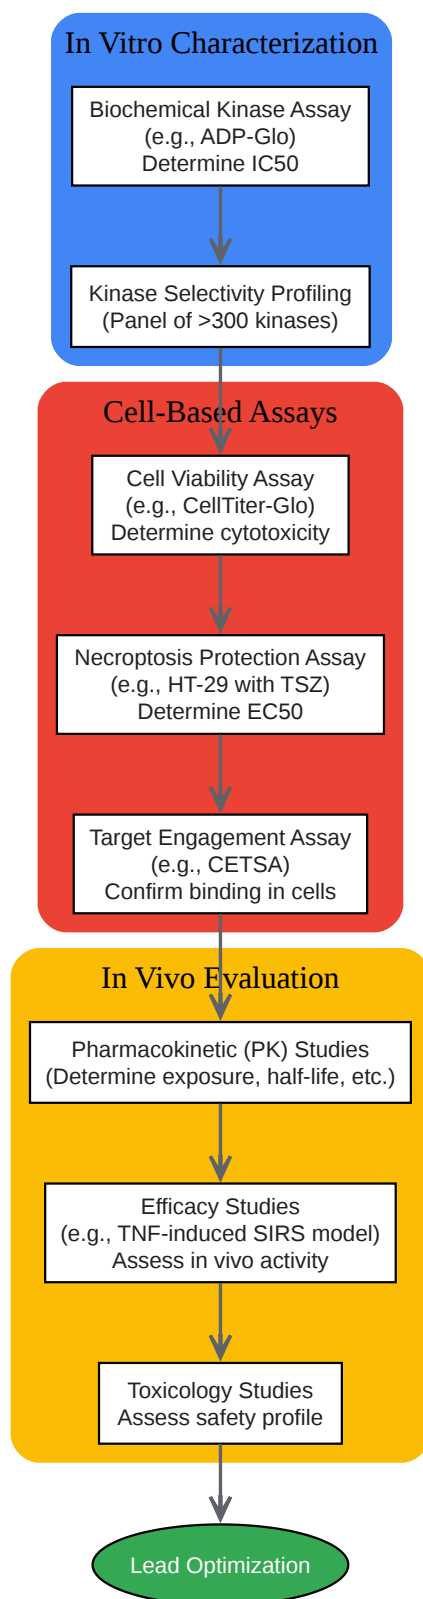 In Vitro Characterization
Biochemical Kinase Assay
(e.g., ADP-Glo)
Determine IC50
Kinase Selectivity Profiling
(Panel of >300 kinases)
Cell-Based Assays
Cell Viability Assay
(e.g., CellTiter-Glo)
Determine cytotoxicity
Necroptosis Protection Assay
(e.g., HT-29 with TSZ)
Determine EC50
Target Engagement Assay
(e.g., CETSA)
Confirm binding in cells
In Vivo Evaluation
Pharmacokinetic (PK) Studies
(Determine exposure, half-life, etc.)
Efficacy Studies
(e.g., TNF-induced SIRS model)
Assess in vivo activity
Toxicology Studies
Assess safety profile
Lead Optimization